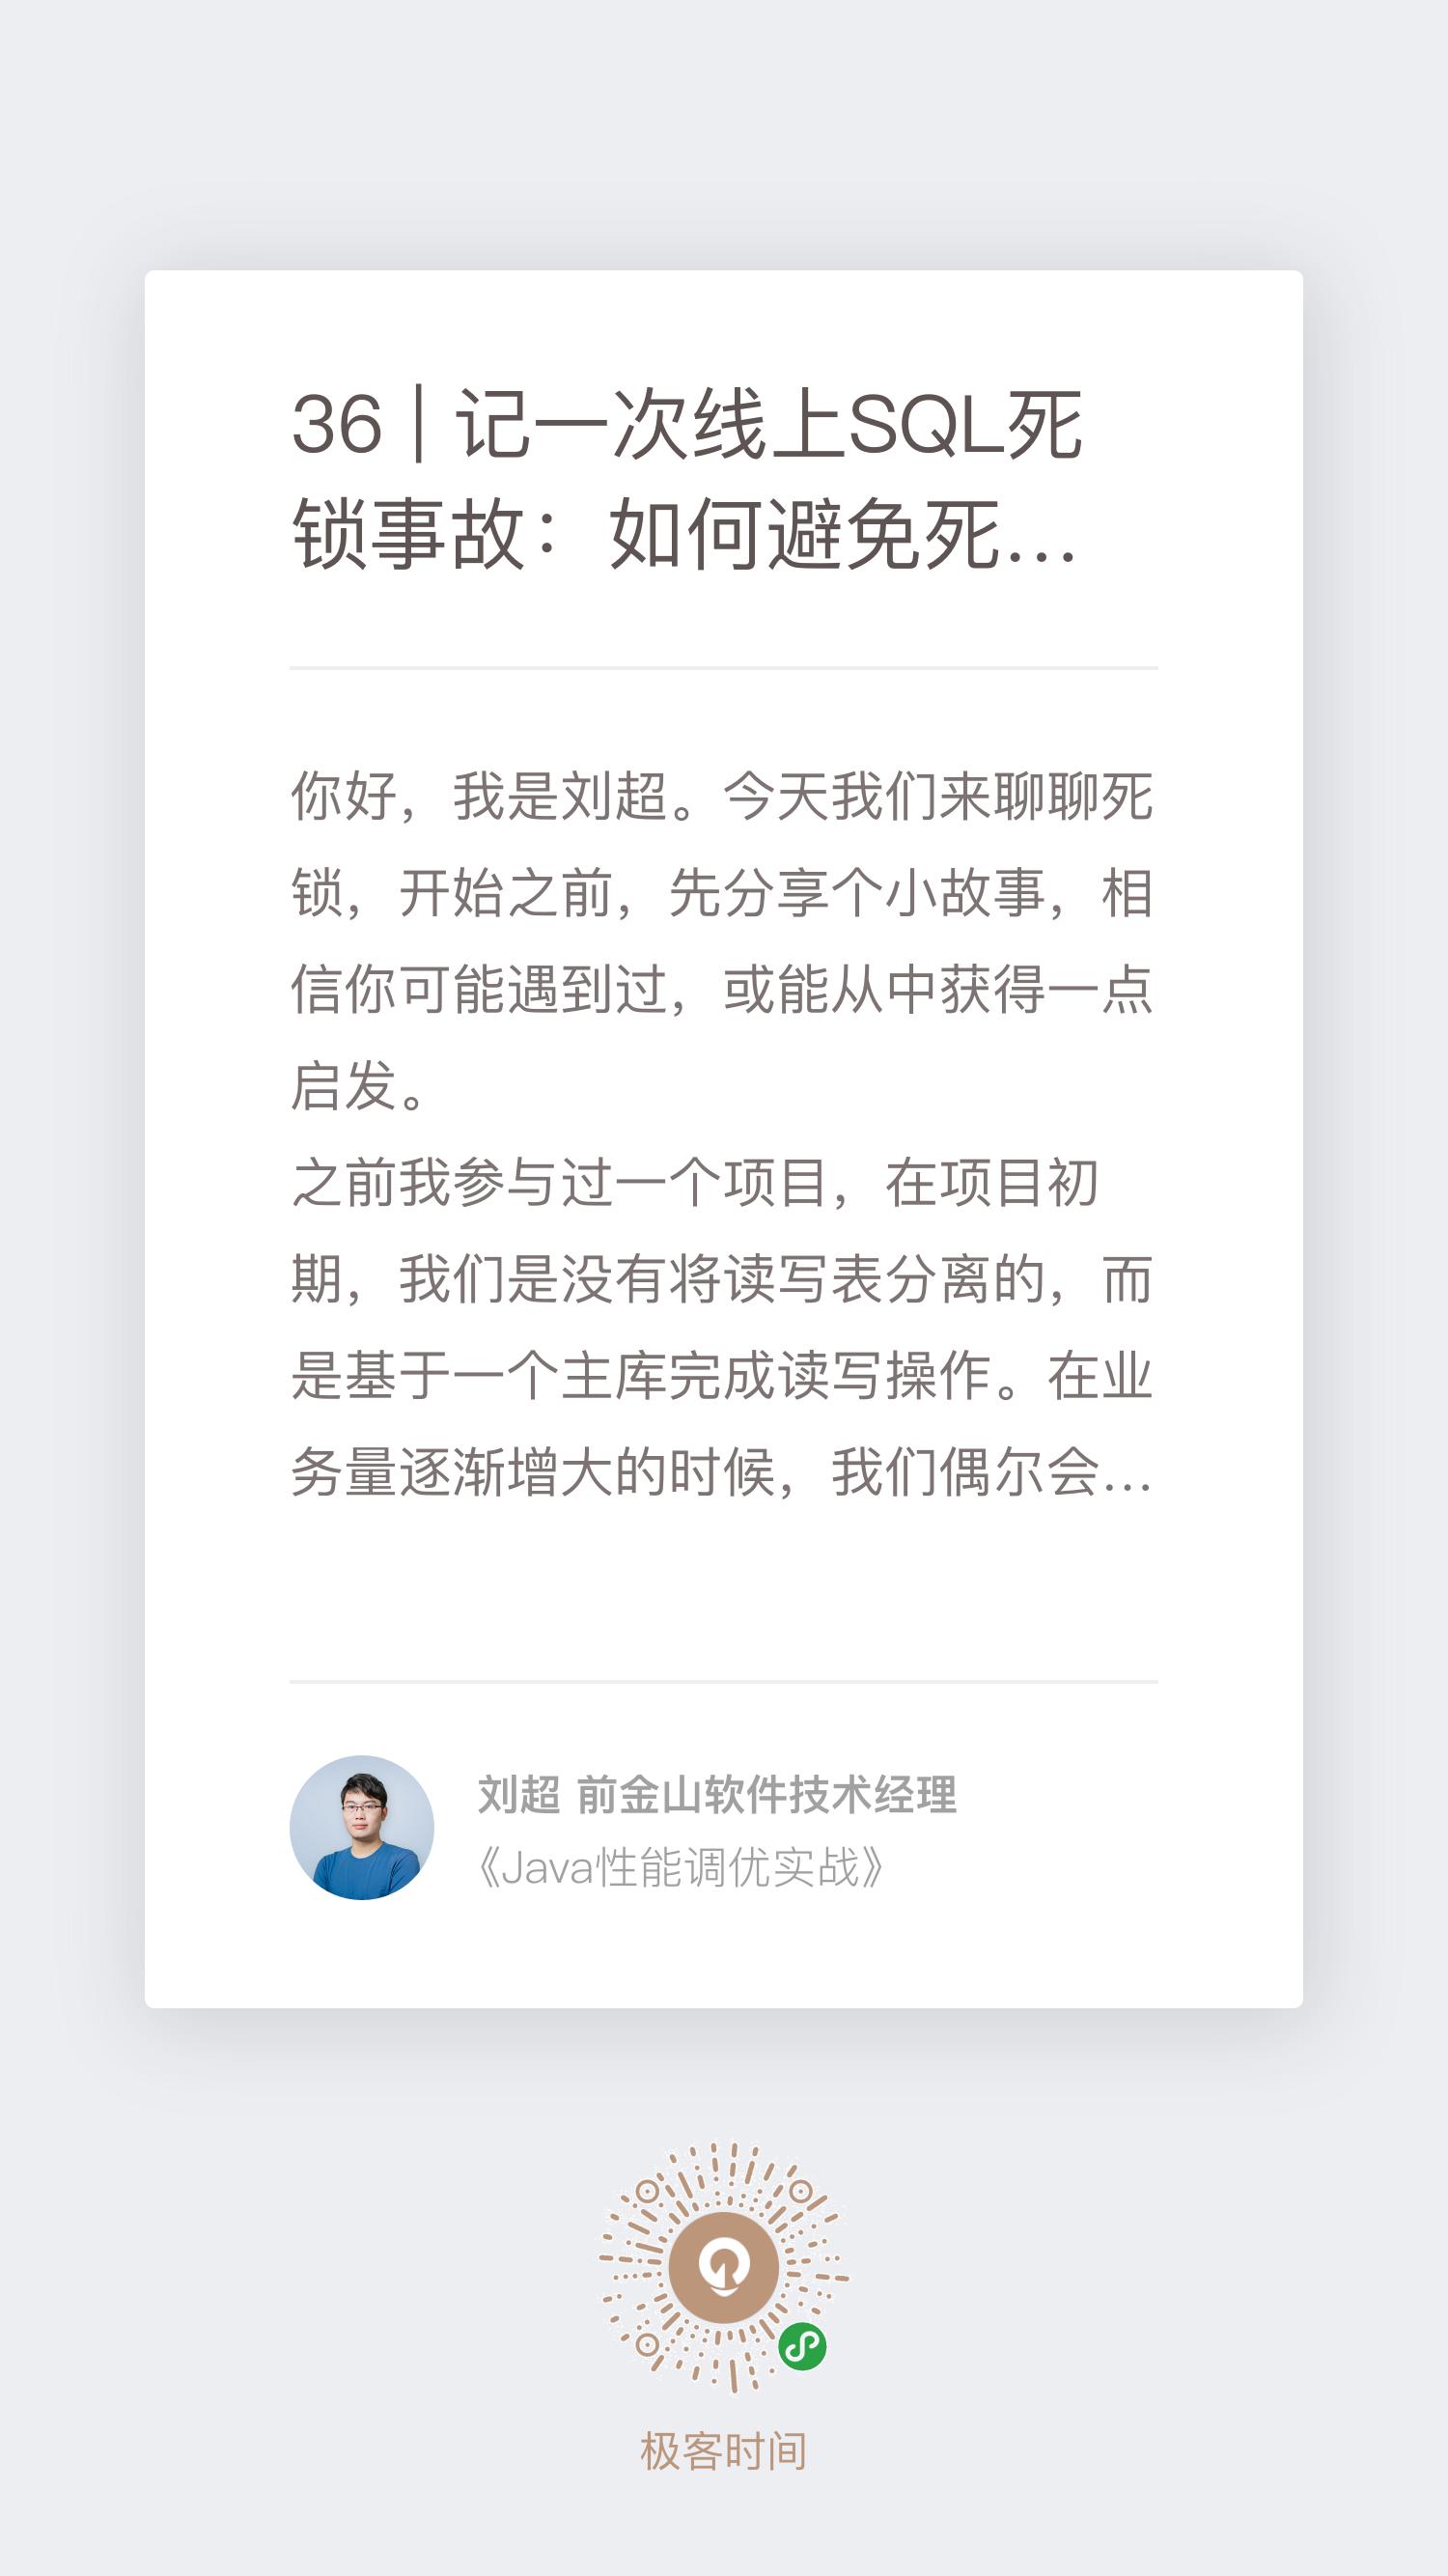 36 | 记一次线上SQL死
锁事故：如何避免死...
你好，我是刘超。今天我们来聊聊死
锁，开始之前，先分享个小故事，相
信你可能遇到过，或能从中获得一点
启发。
之前我参与过一个项目，在项目初
期，我们是没有将读写表分离的，而
是基于一个主库完成读写操作。在业
务量逐渐增大的时候，我们偶尔会...
刘超 前金山软件技术经理
《Java性能调优实战》
极客时间